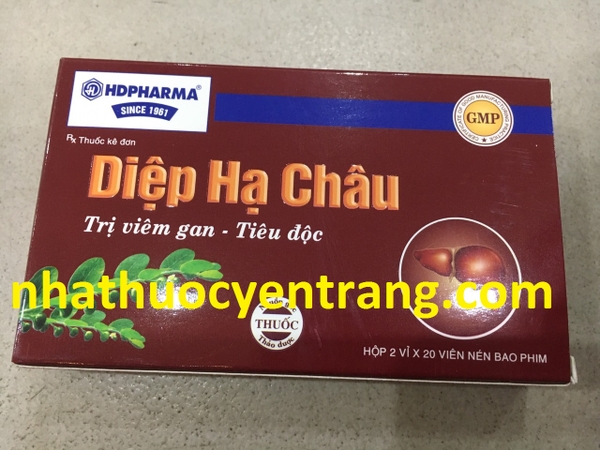 HDPHARMA®
SINCE 1961
GMP
Rx Thuốc kê đơn
Diệp Hạ Châu
Trị viêm gan - Tiêu độc
nhathuocyentrang.com
THUỐC
Thảo dược
HỘP 2 VỈ X 20 VIÊN NÉN BAO PHIM